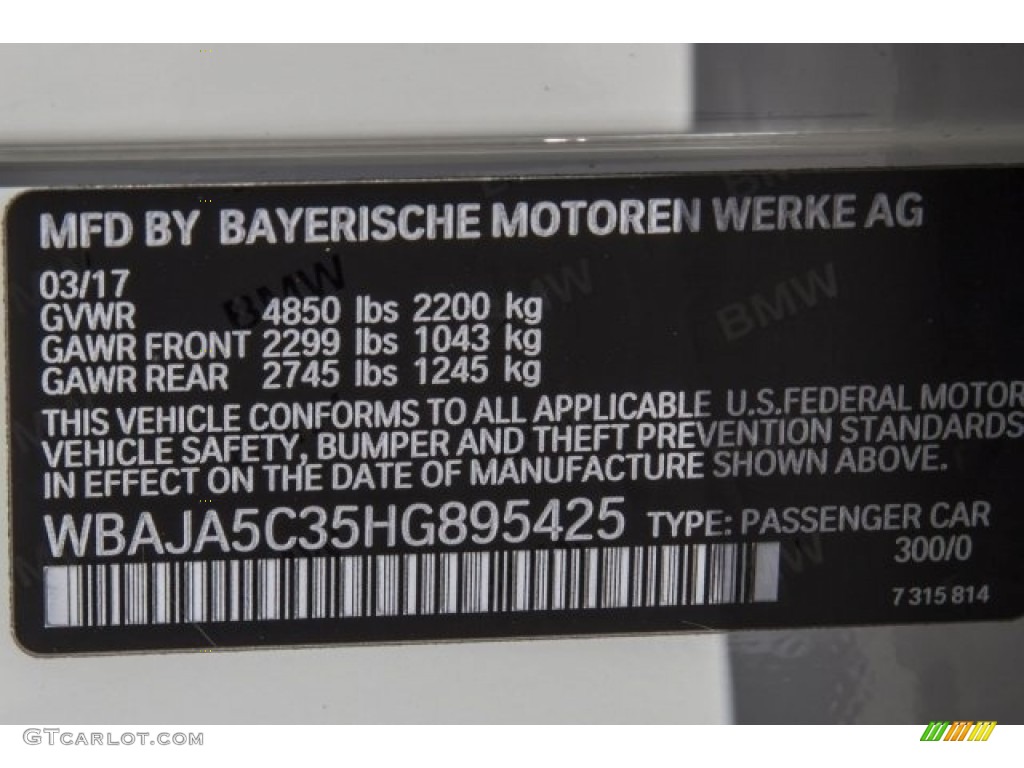 MFD BY BAYERISCHE MOTOREN WERKE AG
03/17
GVWR 4850 lbs 2200 kg
GAWR FRONT 2299 lbs 1043 kg
GAWR REAR 2745 lbs 1245 kg
THIS VEHICLE CONFORMS TO ALL APPLICABLE U.S.FEDERAL MOTOR
VEHICLE SAFETY, BUMPER AND THEFT PREVENTION STANDARDS
IN EFFECT ON THE DATE OF MANUFACTURE SHOWN ABOVE.
WBAJA5C35HG895425 TYPE: PASSENGER CAR
300/0
7 315 814
BMW
BMW
BMW
GTCARLOT.COM